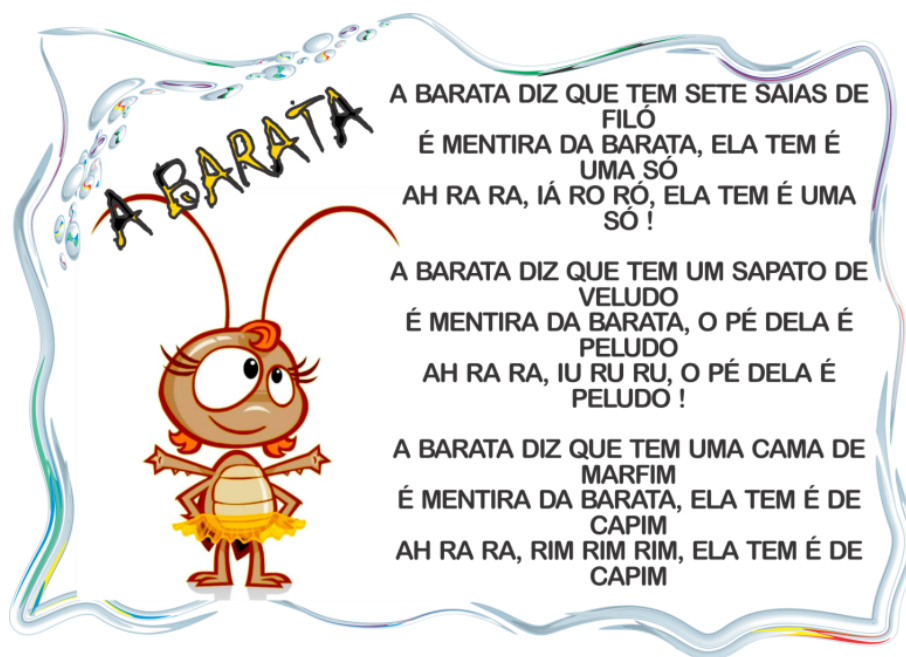 A BARATA
A BARATA DIZ QUE TEM SETE SAIAS DE
FILÓ
É MENTIRA DA BARATA, ELA TEM É
UMA SÓ
AH RA RA, IÁ RO RÓ, ELA TEM É UMA
SÓ !
A BARATA DIZ QUE TEM UM SAPATO DE
VELUDO
É MENTIRA DA BARATA, O PÉ DELA É
PELUDO
AH RA RA, IU RU RU, O PÉ DELA É
PELUDO !
A BARATA DIZ QUE TEM UMA CAMA DE
MARFIM
É MENTIRA DA BARATA, ELA TEM É DE
CAPIM
AH RA RA, RIM RIM RIM, ELA TEM É DE
CAPIM